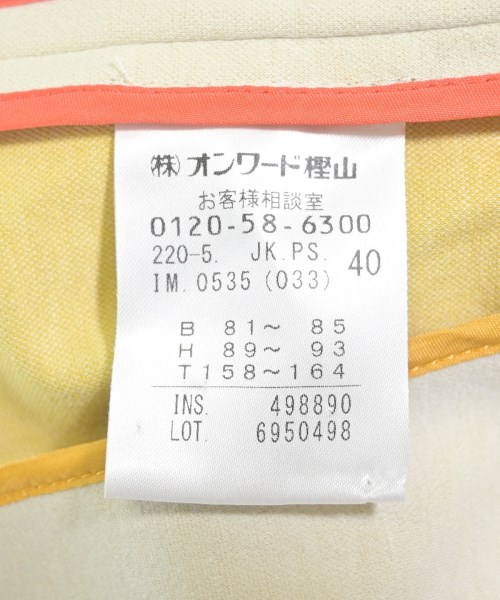 ㈱オンワード樫山
お客様相談室
0120-58-6300
220-5. JK.PS. 40
IM.0535(033)
B 81～ 85
H 89～ 93
T158～164
INS. 498890
LOT. 6950498